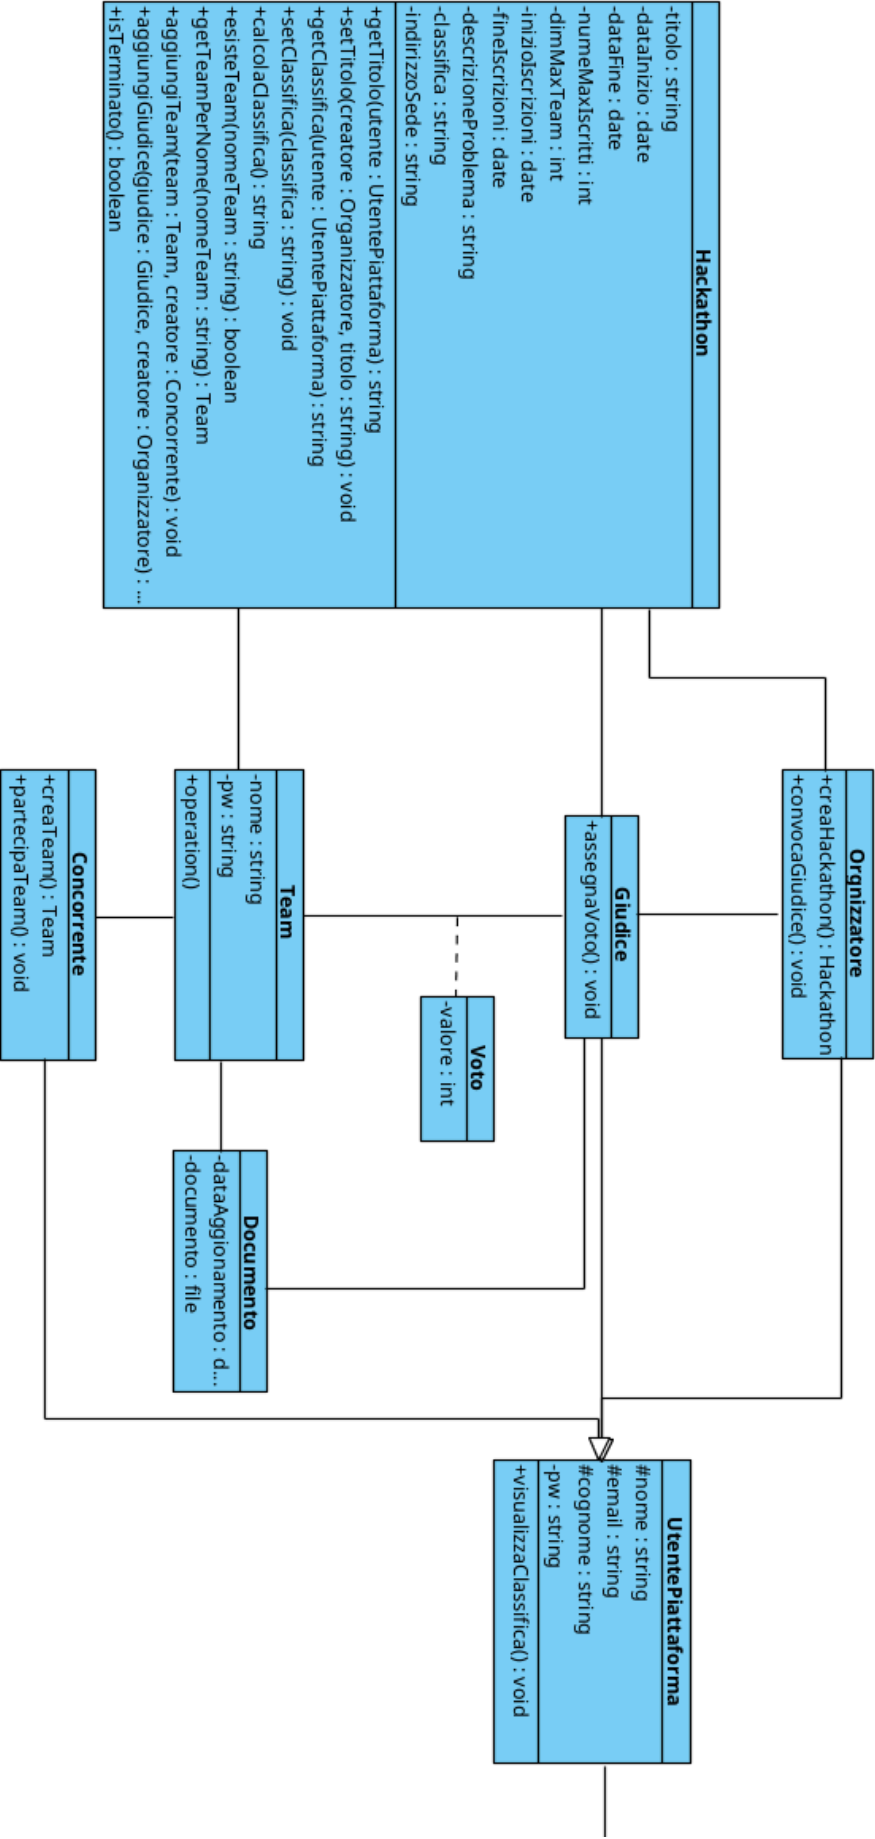 Hackathon
-titolo : string
-dataInizio : date
-dataFine : date
-numeMaxIscritti : int
-dimMaxTeam : int
-inizioIscrizioni : date
-fineIscrizioni : date
-descrizioneProblema : string
-classifica : string
-indirizzoSede : string
+getTitolo(utente : UtentePiattaforma) : string
+setTitolo(creatore : Organizzatore, titolo : string) : void
+getClassifica(utente : UtentePiattaforma) : string
+setClassifica(classifica : string) : void
+calcolaClassifica() : string
+esisteTeam(nomeTeam : string) : boolean
+getTeamPerNome(nomeTeam : string) : Team
+aggiungiTeam(team : Team, creatore : Concorrente) : void
+aggiungiGiudice(giudice : Giudice, creatore : Organizzatore) : ...
+isTerminato() : boolean
Orgnizzatore
+creaHackathon() : Hackathon
+convocaGiudice() : void
Giudice
+assegnaVoto() : void
Voto
-valore : int
Team
-nome : string
-pw : string
+operation()
Documento
-dataAggionamento : d...
-documento : file
Concorrente
+creaTeam() : Team
+partecipaTeam() : void
UtentePiattaforma
#nome : string
#email : string
#cognome : string
-pw : string
+visualizzaClassifica() : void